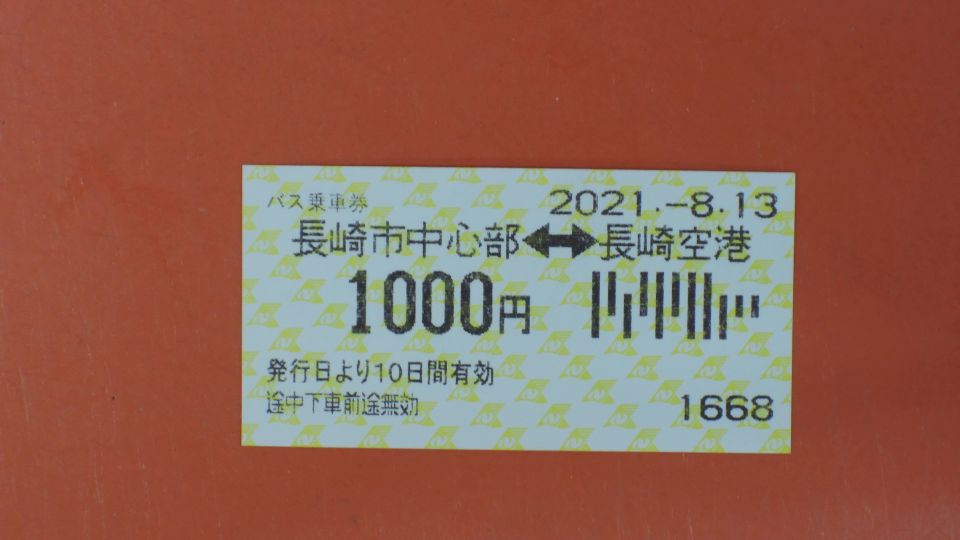 バス乗車券 2021.-8.13
長崎市中心部↔長崎空港
1000円
発行日より10日間有効
途中下車前途無効 1668